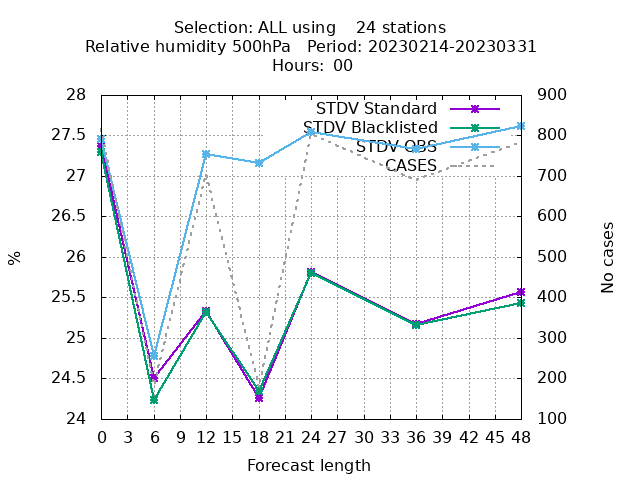 Selection: ALL using    24 stations
Relative humidity 500hPa   Period: 20230214-20230331
Hours:  00
STDV Standard
STDV Blacklisted
STDV OBS
CASES
28
27.5
27
26.5
26
25.5
25
24.5
24
900
800
700
600
500
400
300
200
100
%
No cases
0 3 6 9 12 15 18 21 24 27 30 33 36 39 42 45 48
Forecast length